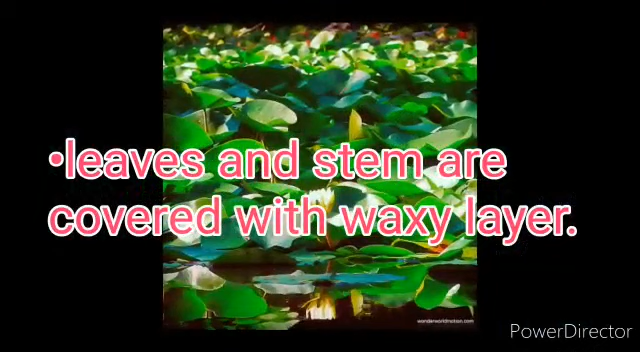 •leaves and stem are
covered with waxy layer.
PowerDirector